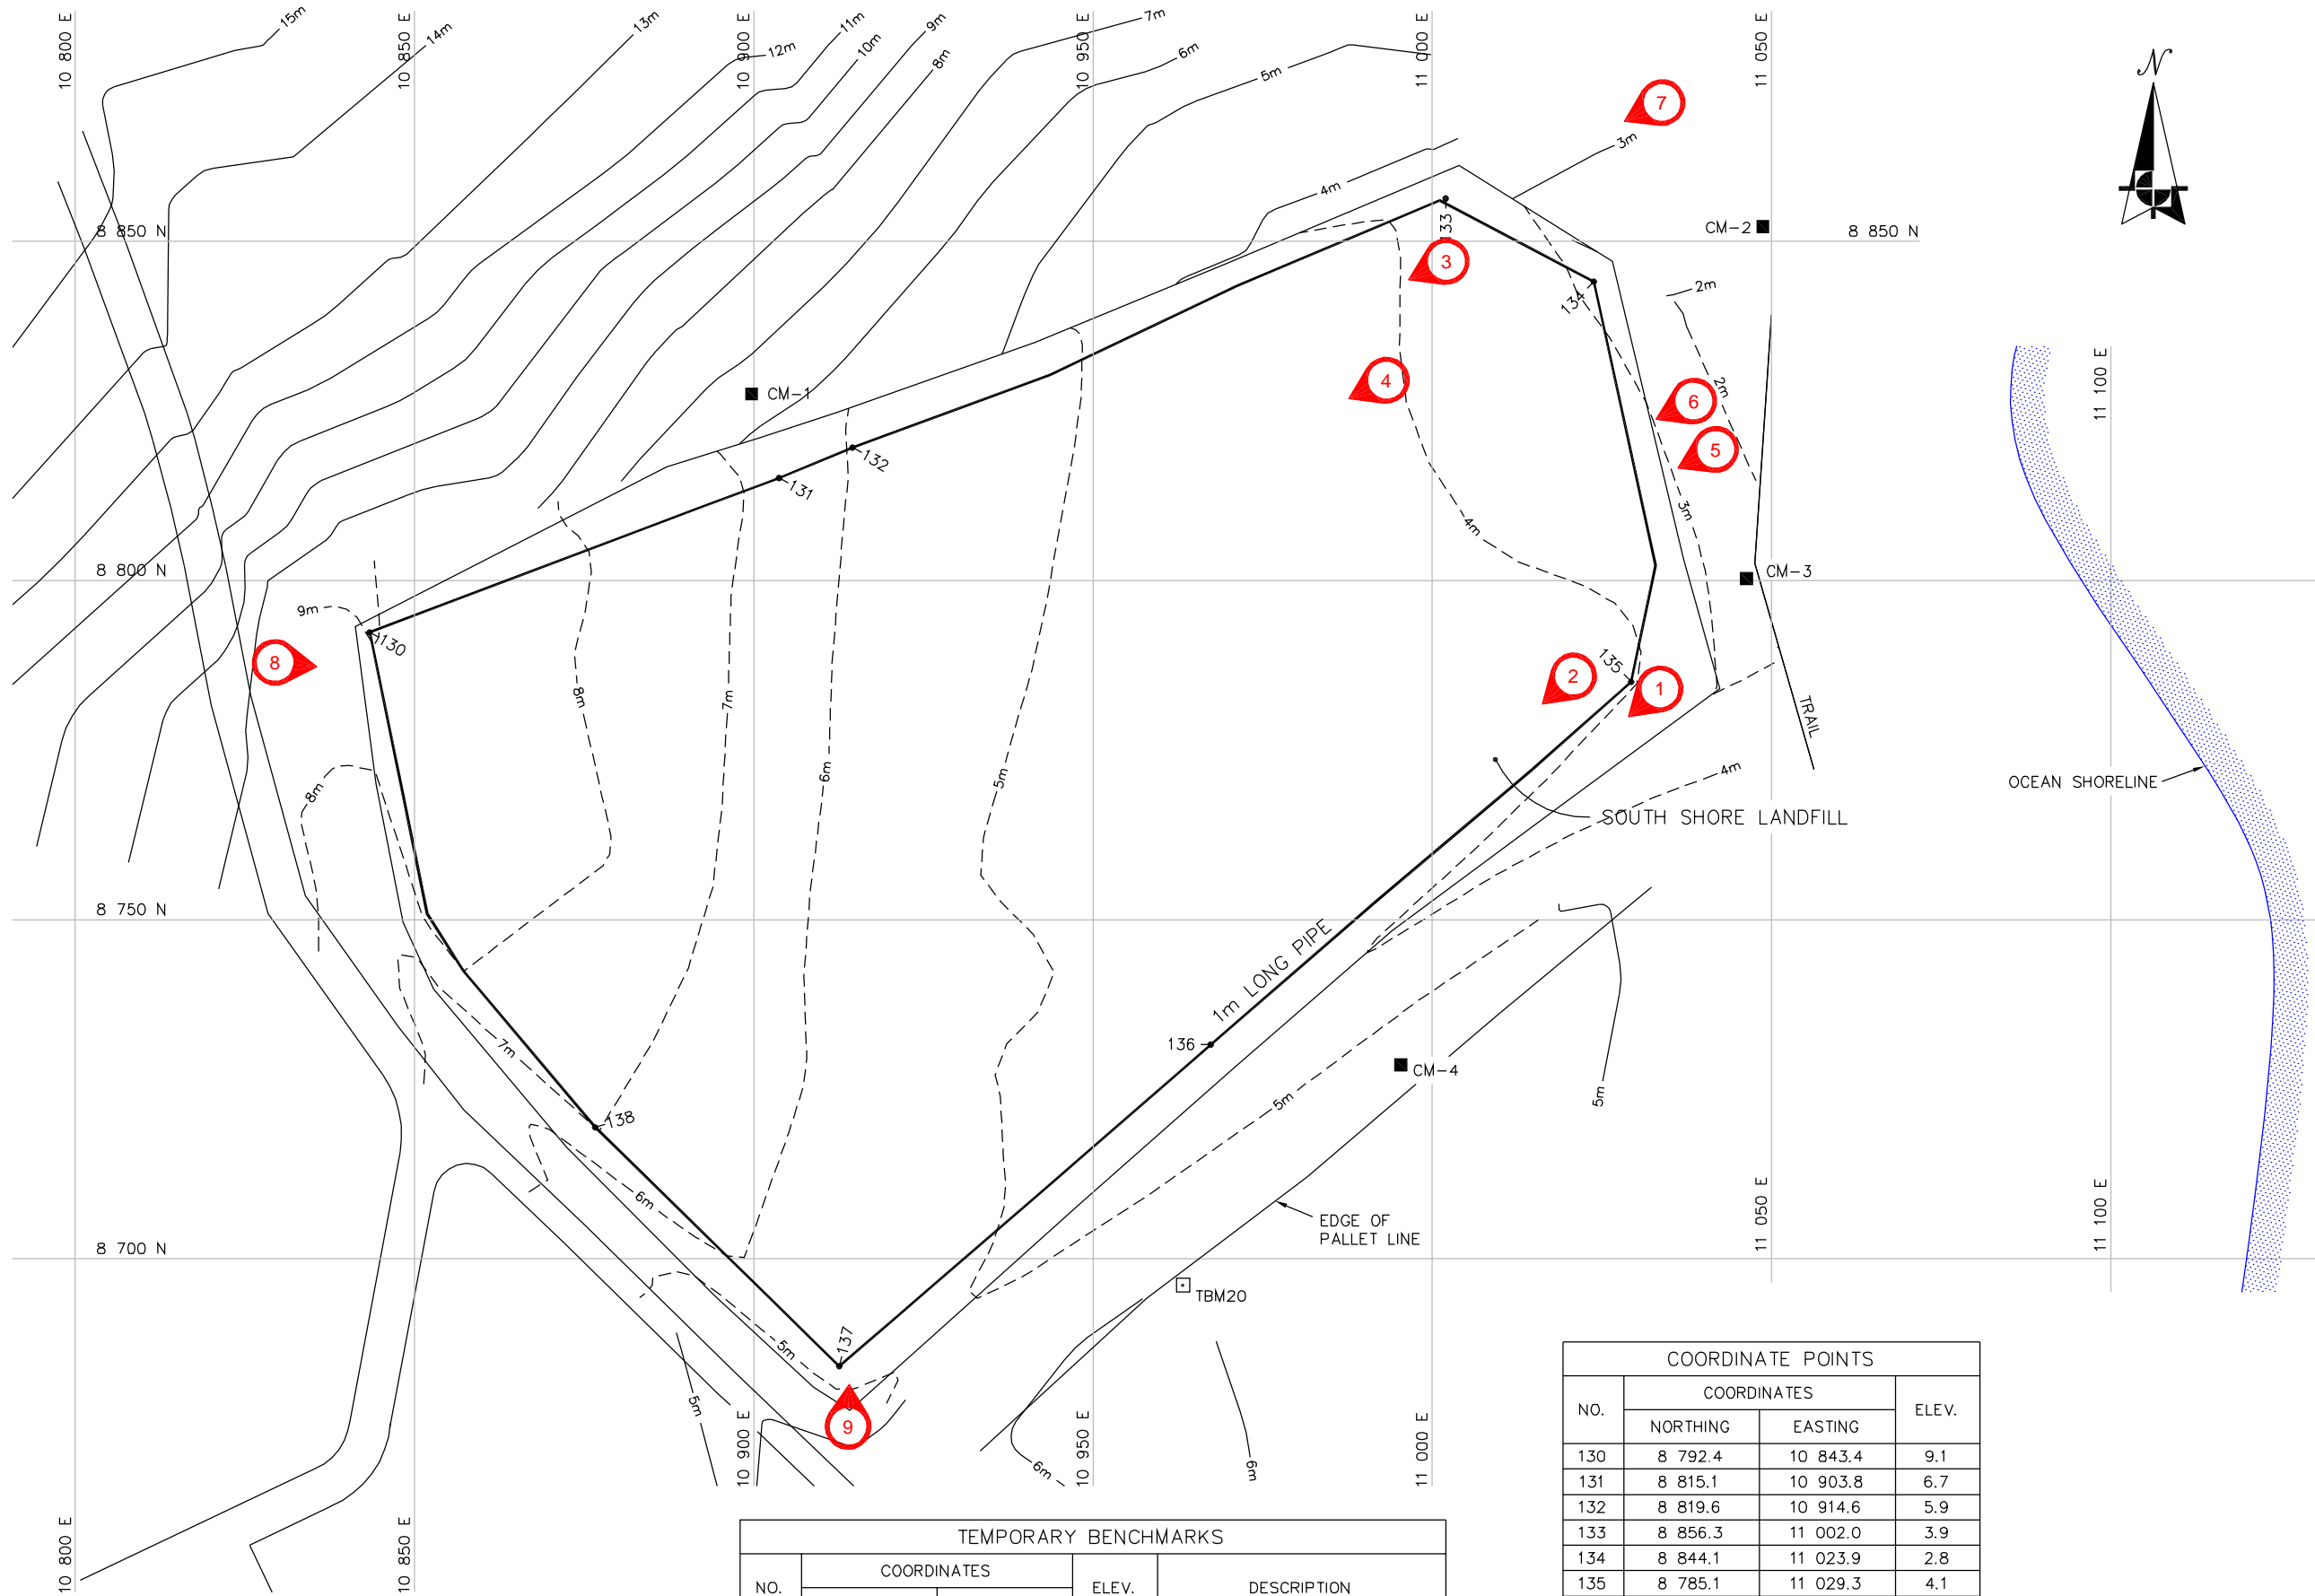 10 800 E
10 850 E
10 900 E
10 950 E
11 000 E
11 050 E
15m
14m
13m
12m
11m
10m
9m
8m
7m
6m
5m
4m
3m
7
N
8 850 N
133
CM-2
8 850 N
3
134
2m
2m
11 100 E
4
CM-1
6
5
132
131
4m
3m
8 800 N
CM-3
9m
130
8
135
2
1
8m
7m
6m
5m
TRAIL
4m
OCEAN SHORELINE
8m
SOUTH SHORE LANDFILL
8 750 N
1m LONG PIPE
7m
136
CM-4
5m
5m
138
6m
11 050 E
11 100 E
EDGE OF
PALLET LINE
8 700 N
TBM20
137
5m
5m
9
10 900 E
10 950 E
11 000 E
6m
6m
10 800 E
10 850 E
COORDINATE POINTS
NO.
COORDINATES
ELEV.
NORTHING EASTING
130 8 792.4 10 843.4 9.1
131 8 815.1 10 903.8 6.7
132 8 819.6 10 914.6 5.9
133 8 856.3 11 002.0 3.9
134 8 844.1 11 023.9 2.8
135 8 785.1 11 029.3 4.1
TEMPORARY BENCHMARKS
NO.
COORDINATES
ELEV.
DESCRIPTION